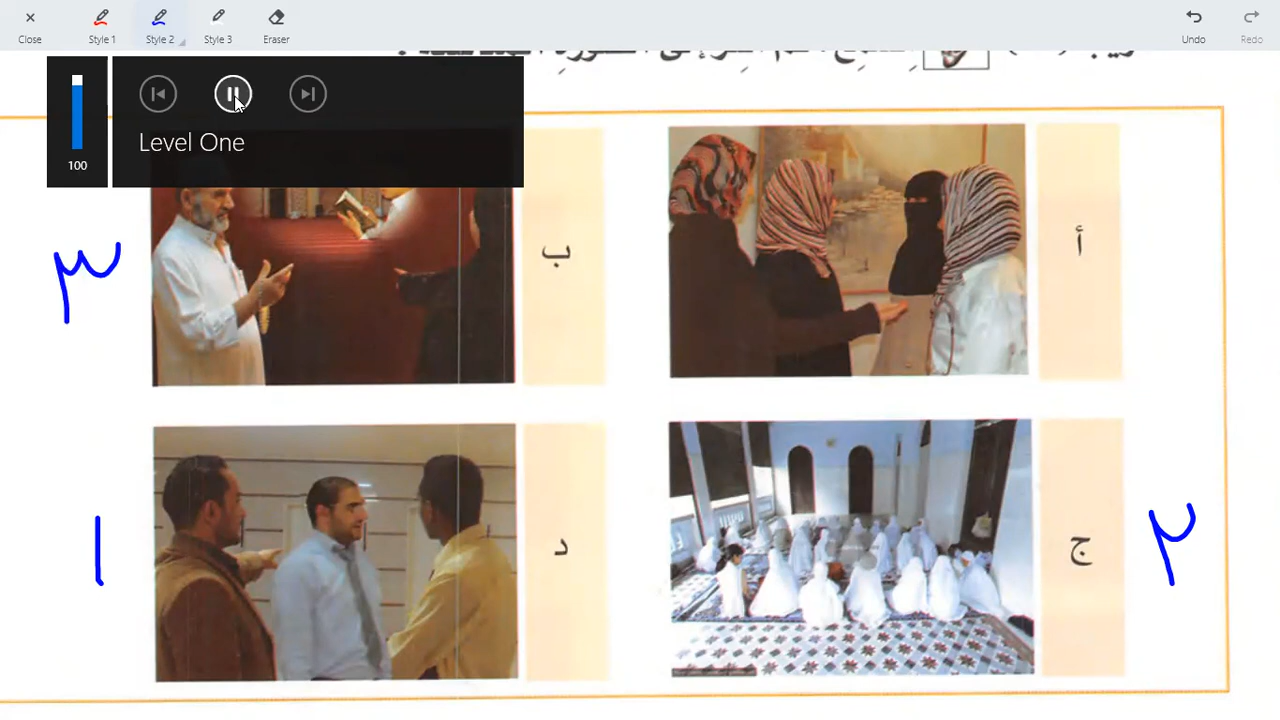 Close Style 1 Style 2 Style 3 Eraser Undo Redo
Level One
100
أ
ب
٣
ج
٢
د
١